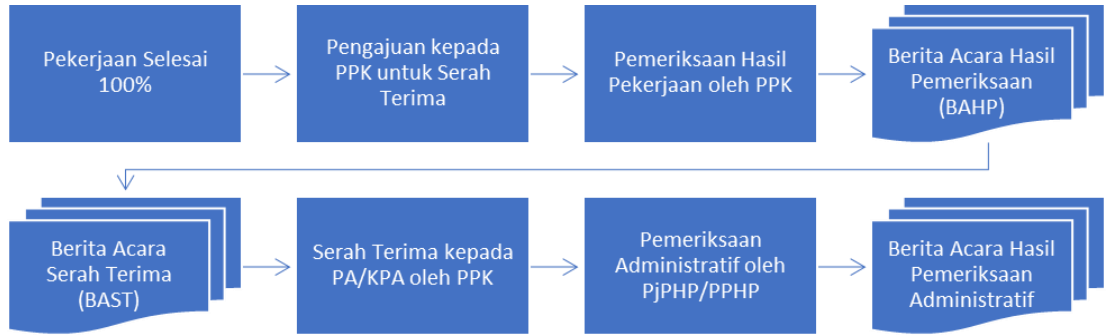 Pekerjaan Selesai
100%
Pengajuan kepada
PPK untuk Serah
Terima
Pemeriksaan Hasil
Pekerjaan oleh PPK
Berita Acara Hasil
Pemeriksaan
(BAHP)
Berita Acara
Serah Terima
(BAST)
Serah Terima kepada
PA/KPA oleh PPK
Pemeriksaan
Administratif oleh
PjPHP/PPHP
Berita Acara Hasil
Pemeriksaan
Administratif